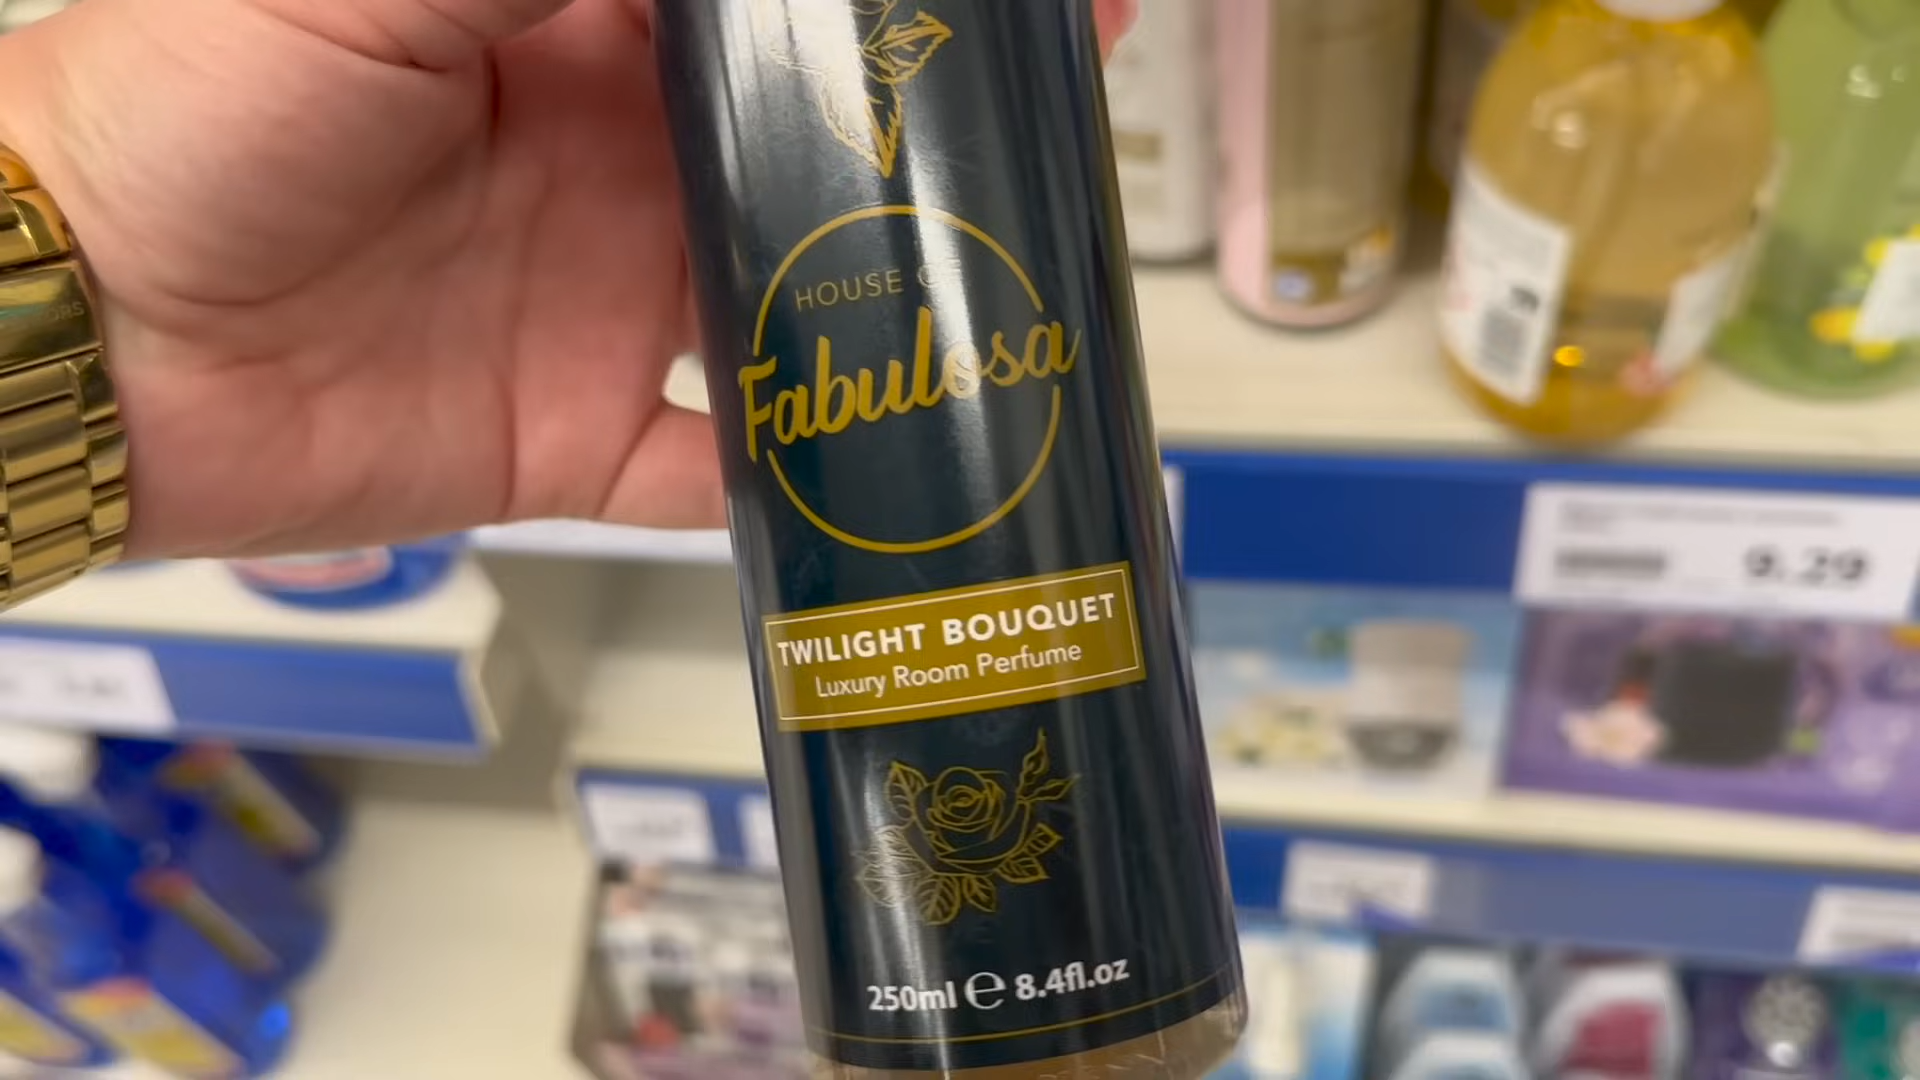 HOUSE OF
Fabulosa
TWILIGHT BOUQUET
Luxury Room Perfume
250ml ℮ 8.4fl.oz
9.29